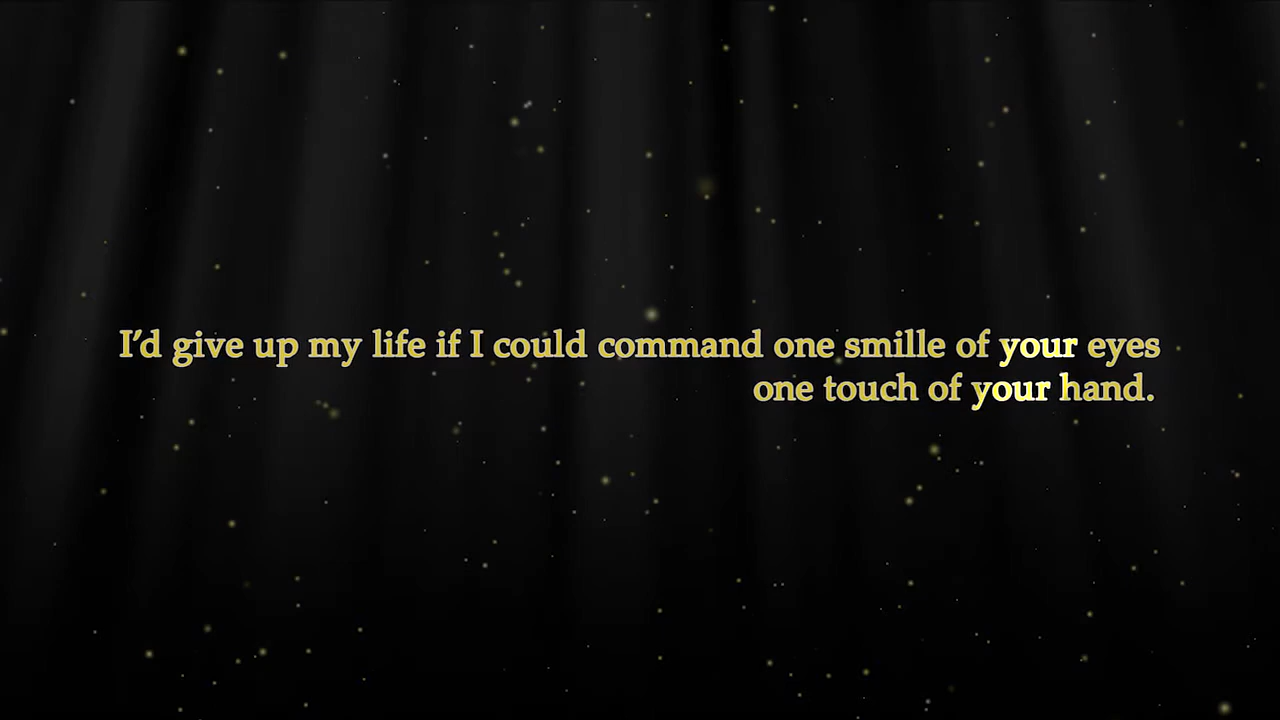 I’d give up my life if I could command one smille of your eyes
one touch of your hand.